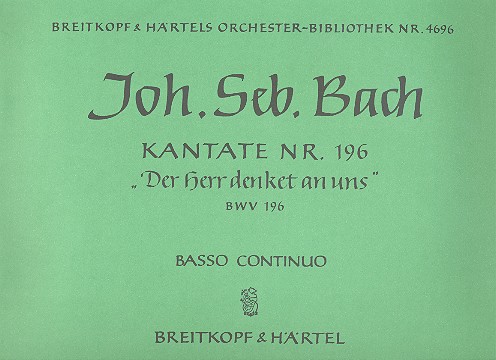 BREITKOPF & HÄRTELS ORCHESTER-BIBLIOTHEK NR. 4696
Joh. Seb. Bach
KANTATE NR. 196
„Der Herr denket an uns"
BWV 196
BASSO CONTINUO
BREITKOPF & HÄRTEL